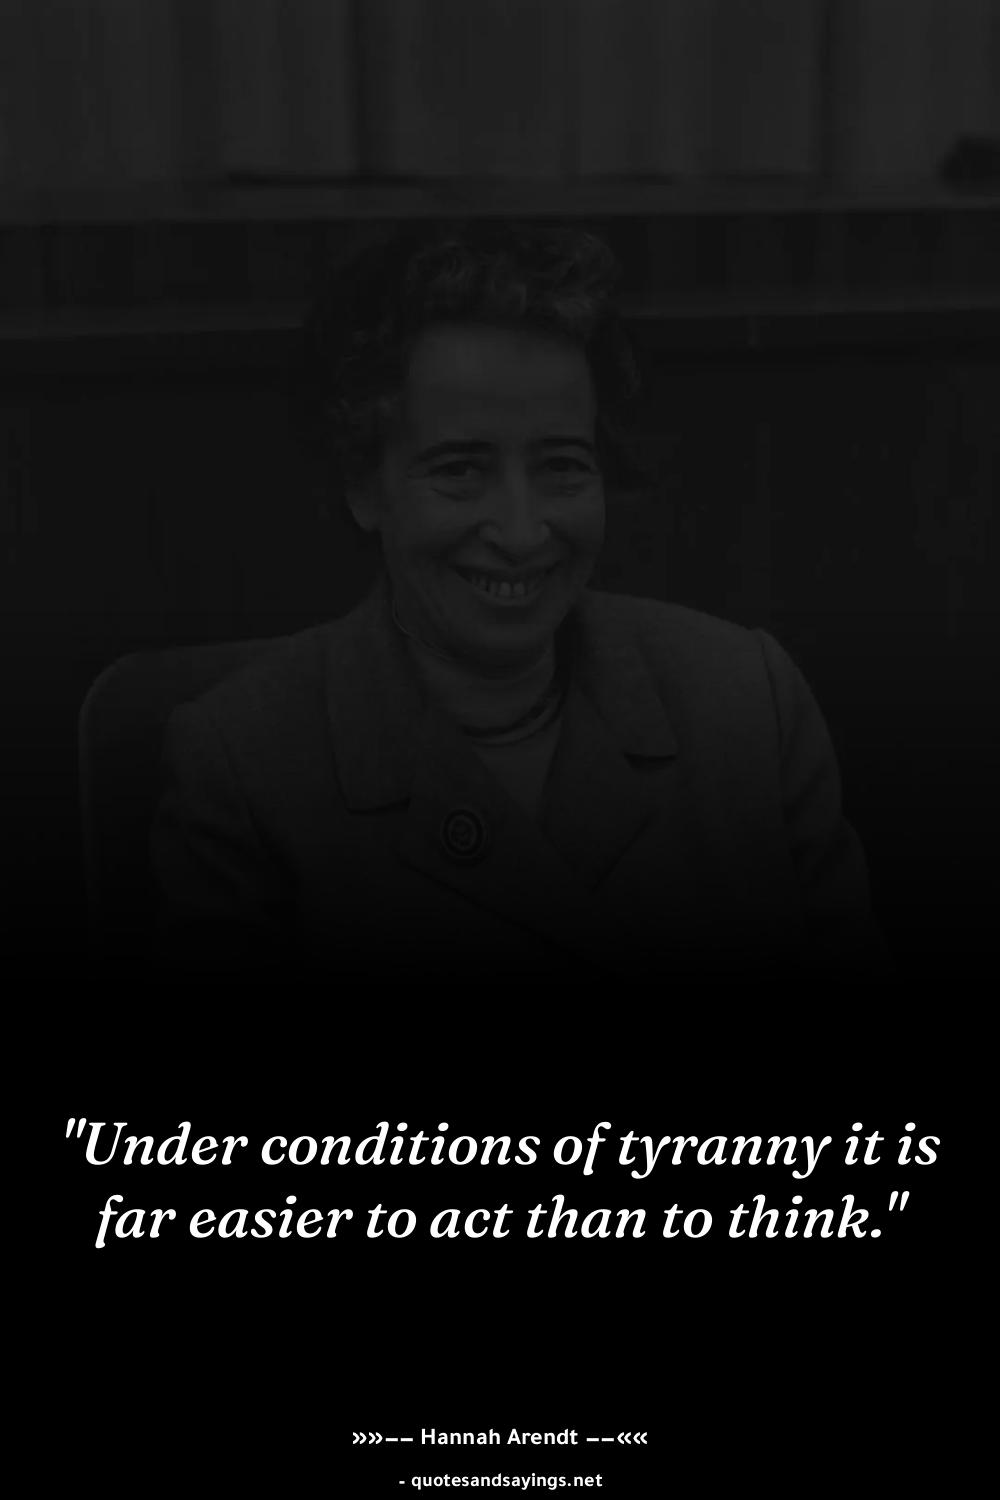 "Under conditions of tyranny it is
far easier to act than to think."
»»–– Hannah Arendt ––««
- quotesandsayings.net